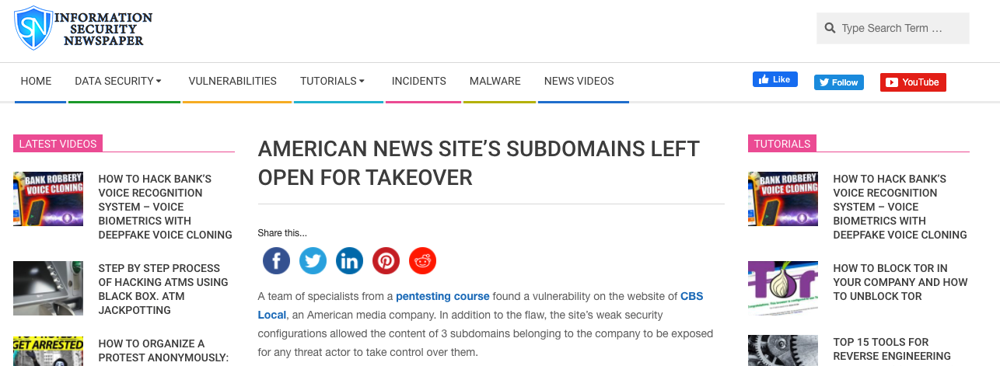 INFORMATION
SECURITY
NEWSPAPER
Type Search Term ...
HOME DATA SECURITY VULNERABILITIES TUTORIALS INCIDENTS MALWARE NEWS VIDEOS
Like Follow YouTube
LATEST VIDEOS
BANK ROBBERY
VOICE CLONING
HOW TO HACK BANK’S
VOICE RECOGNITION
SYSTEM – VOICE
BIOMETRICS WITH
DEEPFAKE VOICE CLONING
STEP BY STEP PROCESS
OF HACKING ATMS USING
BLACK BOX. ATM
JACKPOTTING
GET ARRESTED
HOW TO ORGANIZE A
PROTEST ANONYMOUSLY:
AMERICAN NEWS SITE’S SUBDOMAINS LEFT
OPEN FOR TAKEOVER
Share this...
A team of specialists from a pentesting course found a vulnerability on the website of CBS
Local, an American media company. In addition to the flaw, the site’s weak security
configurations allowed the content of 3 subdomains belonging to the company to be exposed
for any threat actor to take control over them.
TUTORIALS
BANK ROBBERY
VOICE CLONING
HOW TO HACK BANK’S
VOICE RECOGNITION
SYSTEM – VOICE
BIOMETRICS WITH
DEEPFAKE VOICE CLONING
Tor
HOW TO BLOCK TOR IN
YOUR COMPANY AND HOW
TO UNBLOCK TOR
TOP 15 TOOLS FOR
REVERSE ENGINEERING